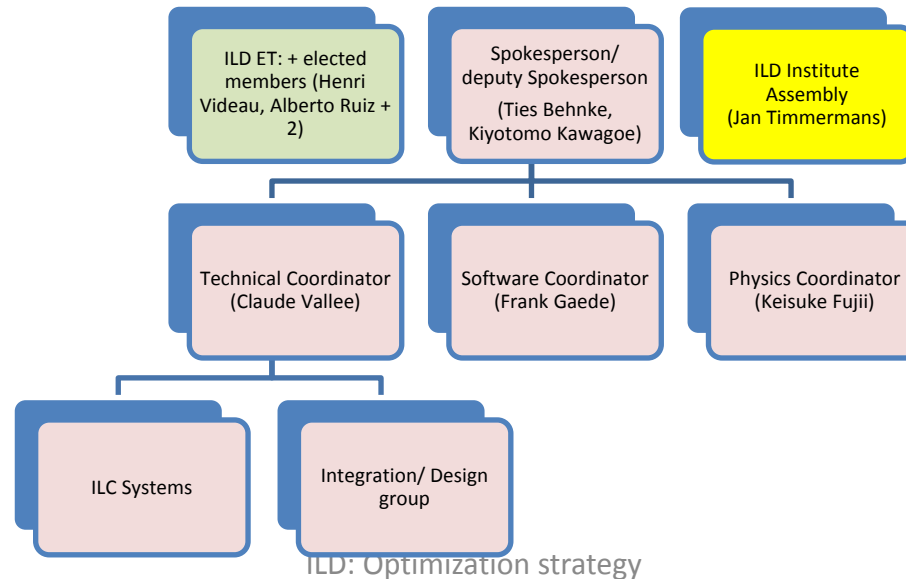 ILD ET: + elected
members (Henri
Videau, Alberto Ruiz +
2)
Spokesperson/
deputy Spokesperson
(Ties Behnke,
Kiyotomo Kawagoe)
ILD Institute
Assembly
(Jan Timmermans)
Technical Coordinator
(Claude Vallee)
Software Coordinator
(Frank Gaede)
Physics Coordinator
(Keisuke Fujii)
ILC Systems
Integration/ Design
group
ILD: Optimization strategy